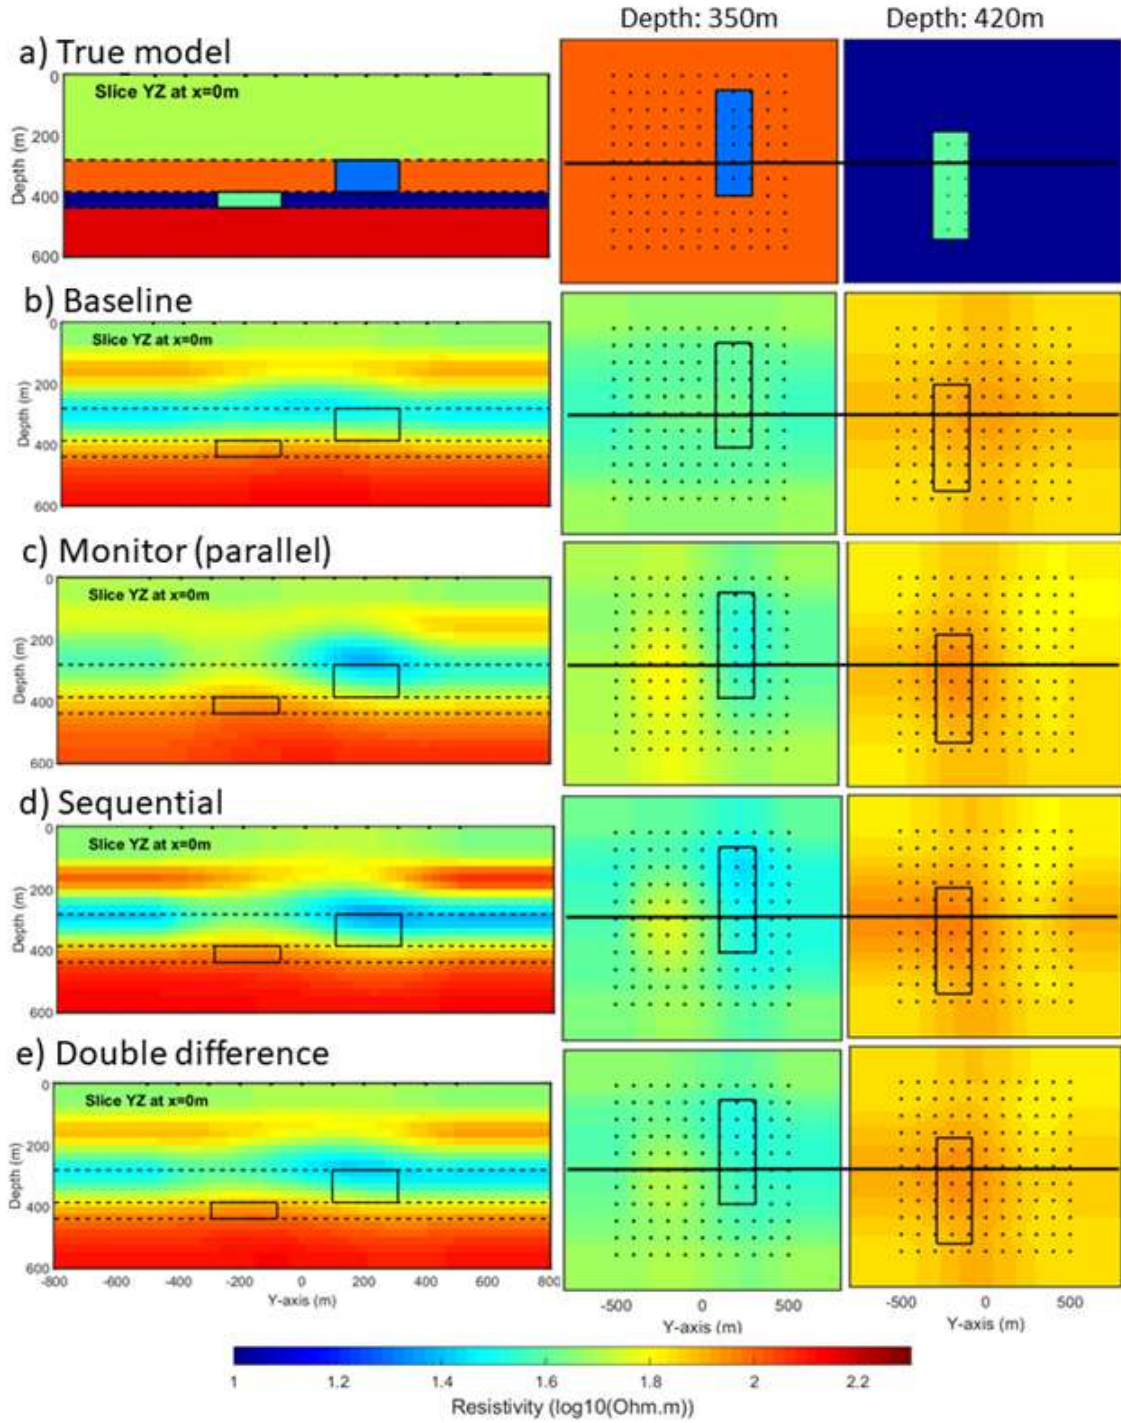 Depth: 350m
Depth: 420m
a) True model
Slice YZ at x=0m
Depth (m)
0
200
400
600
b) Baseline
Slice YZ at x=0m
Depth (m)
0
200
400
600
c) Monitor (parallel)
Slice YZ at x=0m
Depth (m)
0
200
400
600
d) Sequential
Slice YZ at x=0m
Depth (m)
0
200
400
600
e) Double difference
Slice YZ at x=0m
Depth (m)
0
200
400
600
-800 -600 -400 -200 0 200 400 600 800
Y-axis (m)
-500 0 500
Y-axis (m)
-500 0 500
Y-axis (m)
1 1.2 1.4 1.6 1.8 2 2.2
Resistivity (log10(Ohm.m))